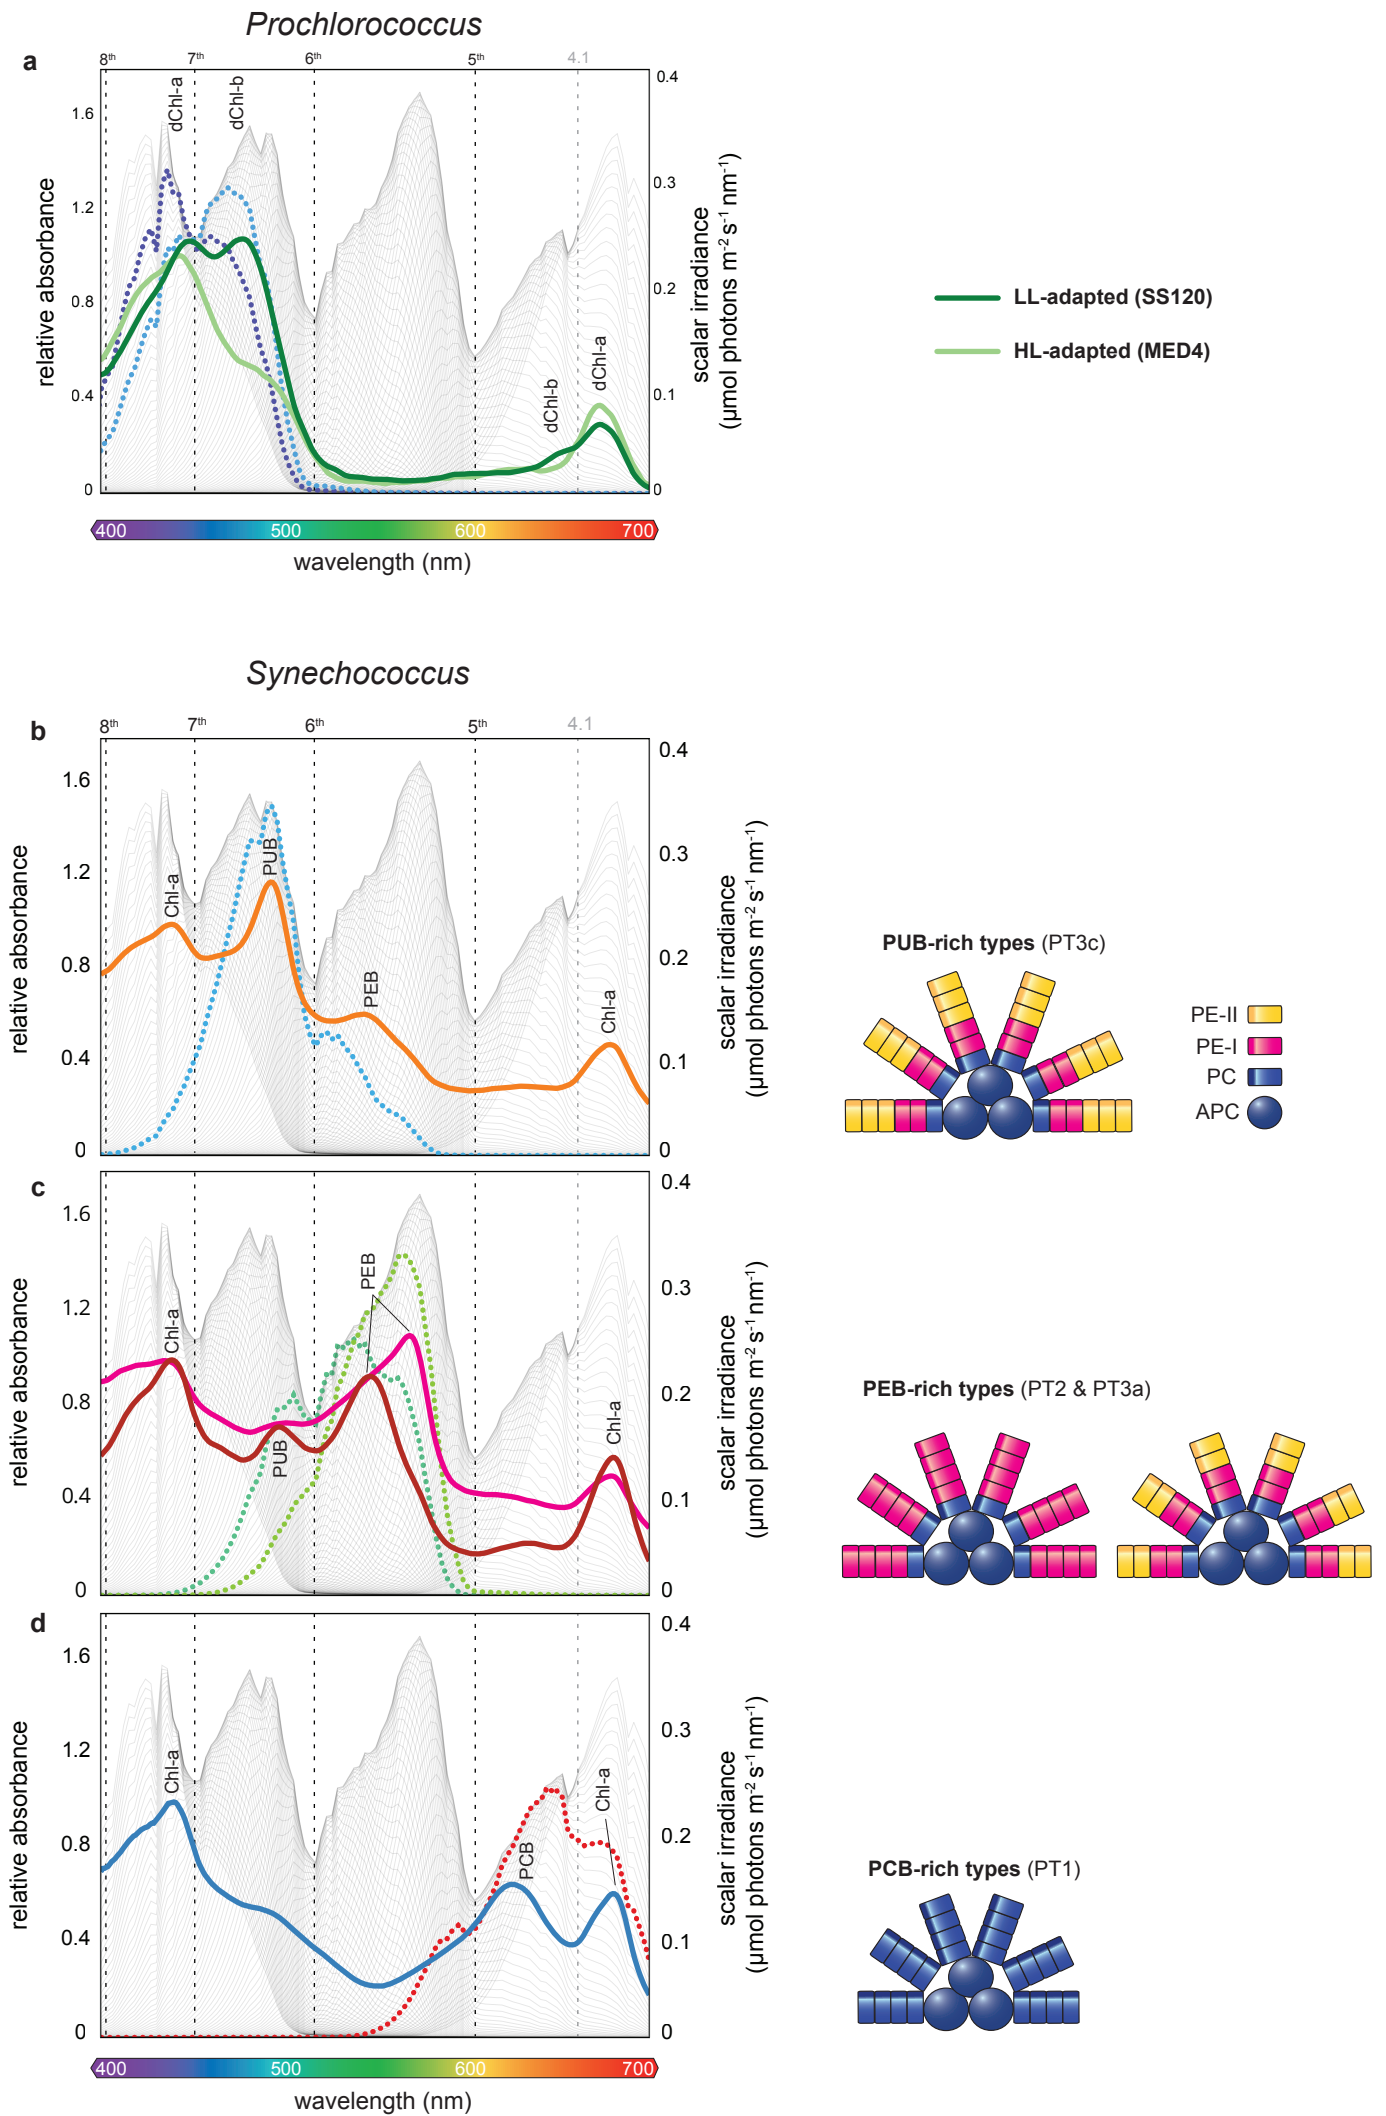 Prochlorococcus
a
8th 7th 6th 5th 4.1
dChl-a
dChl-b
0.4
1.6
1.2
0.8
0.4
0
relative absorbance
0.3
0.2
0.1
0
scalar irradiance
(µmol photons m-2 s-1 nm-1)
dChl-b
dChl-a
LL-adapted (SS120)
HL-adapted (MED4)
400 500 600 700
wavelength (nm)
Synechococcus
b
8th 7th 6th 5th 4.1
1.6
1.2
0.8
0.4
0
relative absorbance
Chl-a
PUB
PEB
Chl-a
0.4
0.3
0.2
0.1
0
scalar irradiance
(µmol photons m-2 s-1 nm-1)
PUB-rich types (PT3c)
PE-II
PE-I
PC
APC
c
1.6
1.2
0.8
0.4
0
relative absorbance
Chl-a
PUB
PEB
Chl-a
0.4
0.3
0.2
0.1
0
scalar irradiance
(µmol photons m-2 s-1 nm-1)
PEB-rich types (PT2 & PT3a)
d
1.6
1.2
0.8
0.4
0
relative absorbance
Chl-a
PCB
Chl-a
0.4
0.3
0.2
0.1
0
scalar irradiance
(µmol photons m-2 s-1 nm-1)
PCB-rich types (PT1)
400 500 600 700
wavelength (nm)